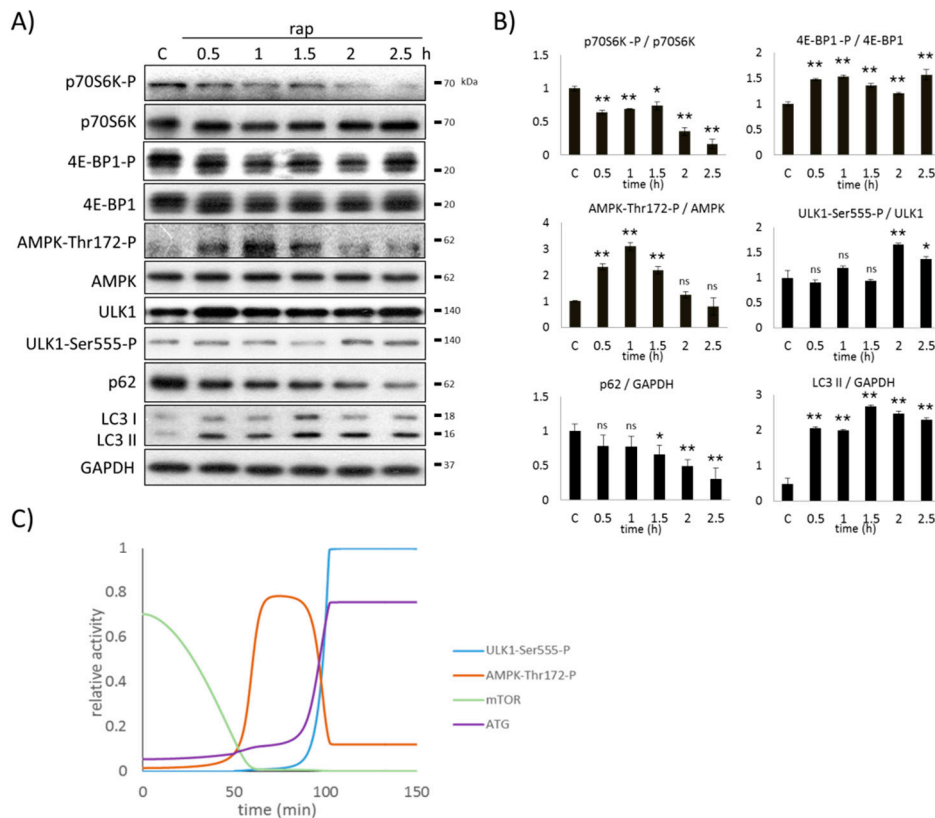 A)
rap
C 0.5 1 1.5 2 2.5 h
p70S6K-P 70 kDa
p70S6K 70
4E-BP1-P 20
4E-BP1 20
AMPK-Thr172-P 62
AMPK 62
ULK1 140
ULK1-Ser555-P 140
p62 62
LC3 I 18
LC3 II 16
GAPDH 37
B)
p70S6K -P / p70S6K
1
0.5
0
** ** * ** **
C 0.5 1 1.5 2 2.5
time (h)
4E-BP1 -P / 4E-BP1
2
1.5
1
0.5
0
** ** ** ** **
C 0.5 1 1.5 2 2.5
time (h)
AMPK-Thr172-P / AMPK
4
3
2
1
0
** ** ** ns ns
C 0.5 1 1.5 2 2.5
time (h)
ULK1-Ser555-P / ULK1
2
1.5
1
0.5
0
ns ns ns ** *
C 0.5 1 1.5 2 2.5
time (h)
p62 / GAPDH
1
0.5
0
ns ns * ** **
C 0.5 1 1.5 2 2.5
time (h)
LC3 II / GAPDH
3
2
1
0
** ** ** ** **
C 0.5 1 1.5 2 2.5
time (h)
C)
relative activity
1
0.8
0.6
0.4
0.2
0
0 50 100 150
time (min)
ULK1-Ser555-P
AMPK-Thr172-P
mTOR
ATG